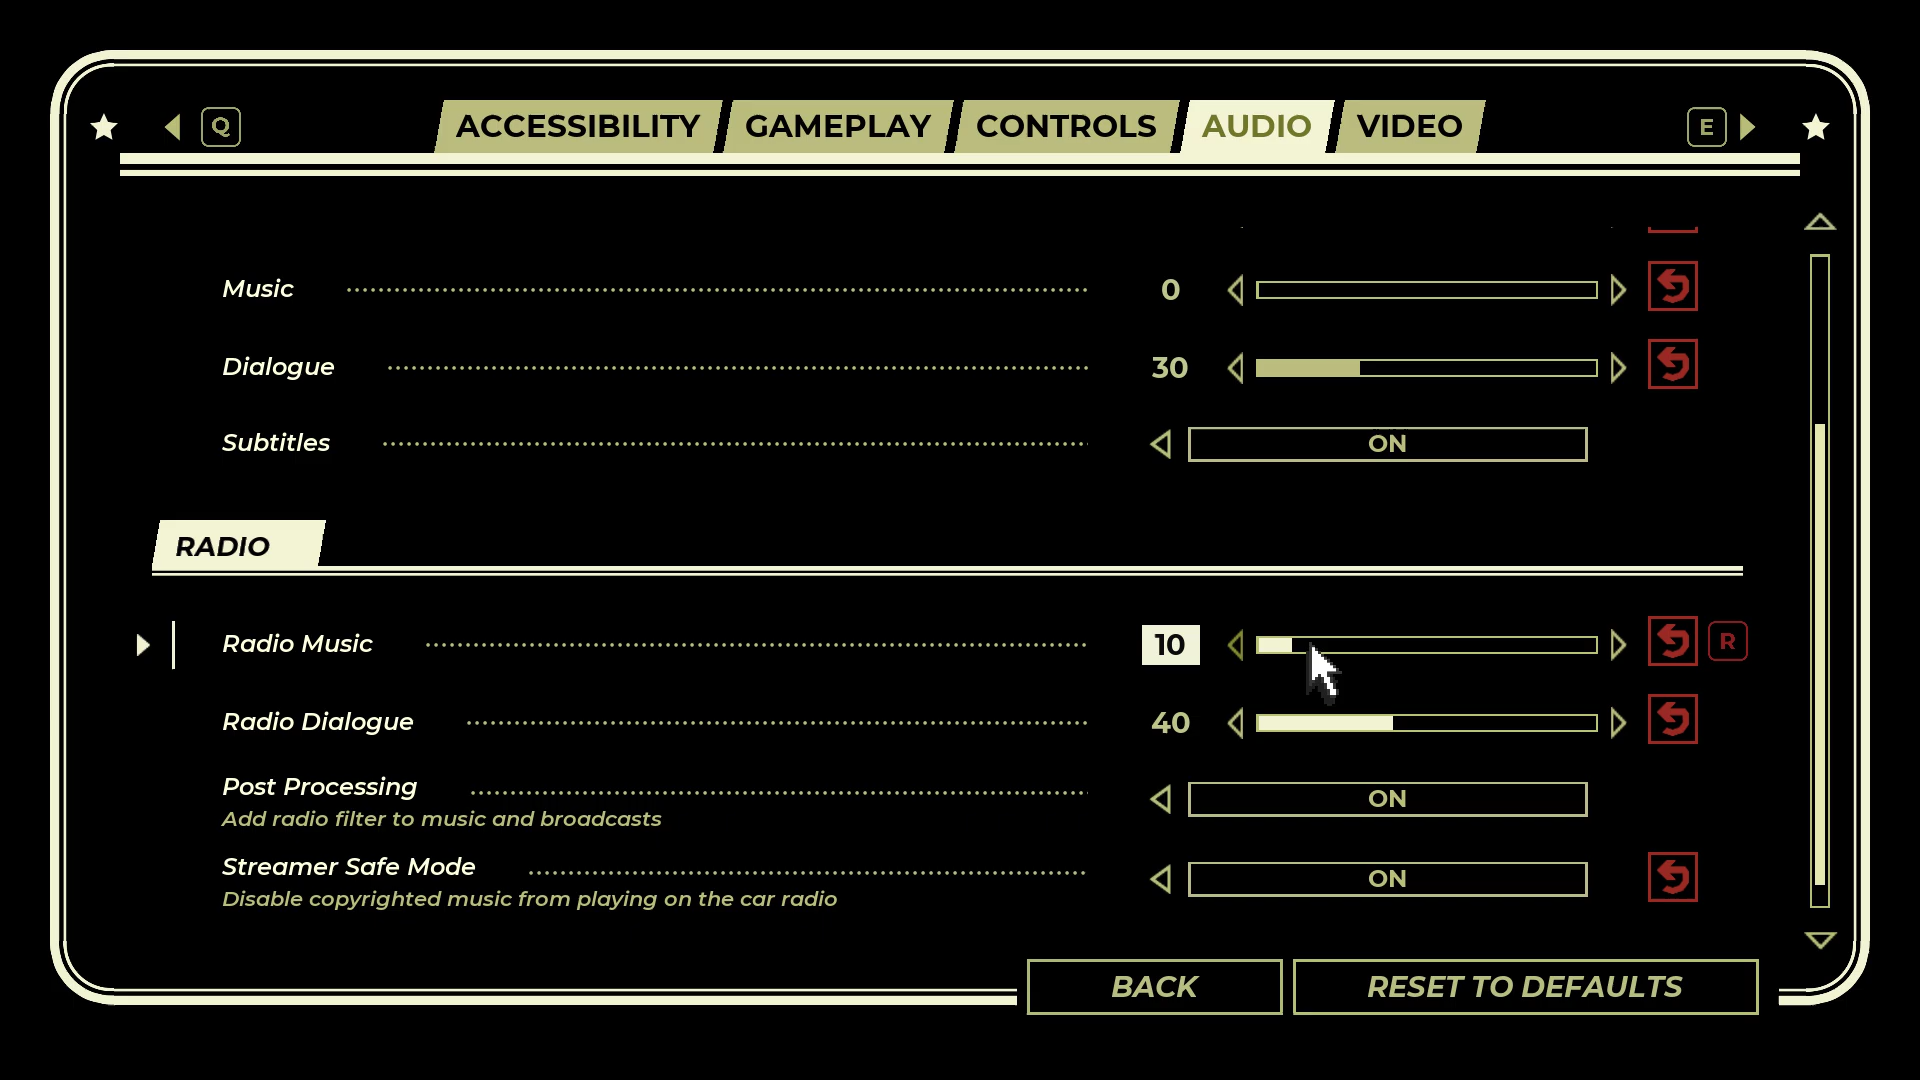 Q ACCESSIBILITY GAMEPLAY CONTROLS AUDIO VIDEO E
Music 0
Dialogue 30
Subtitles ON
RADIO
Radio Music 10 R
Radio Dialogue 40
Post Processing ON
Add radio filter to music and broadcasts
Streamer Safe Mode ON
Disable copyrighted music from playing on the car radio
BACK RESET TO DEFAULTS